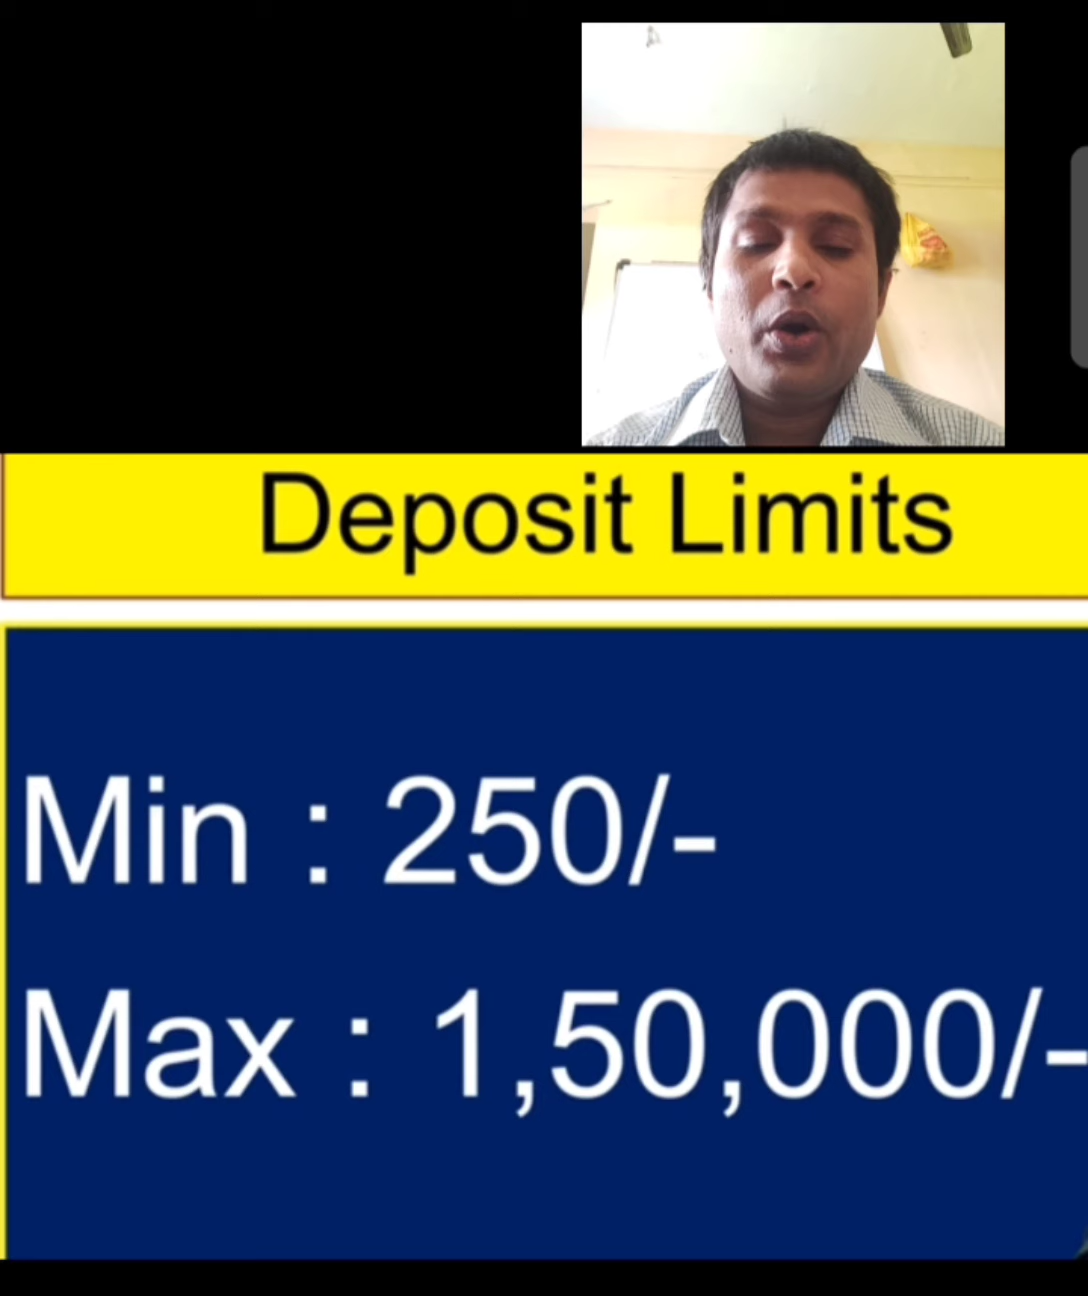 Deposit Limits
Min : 250/-
Max : 1,50,000/-